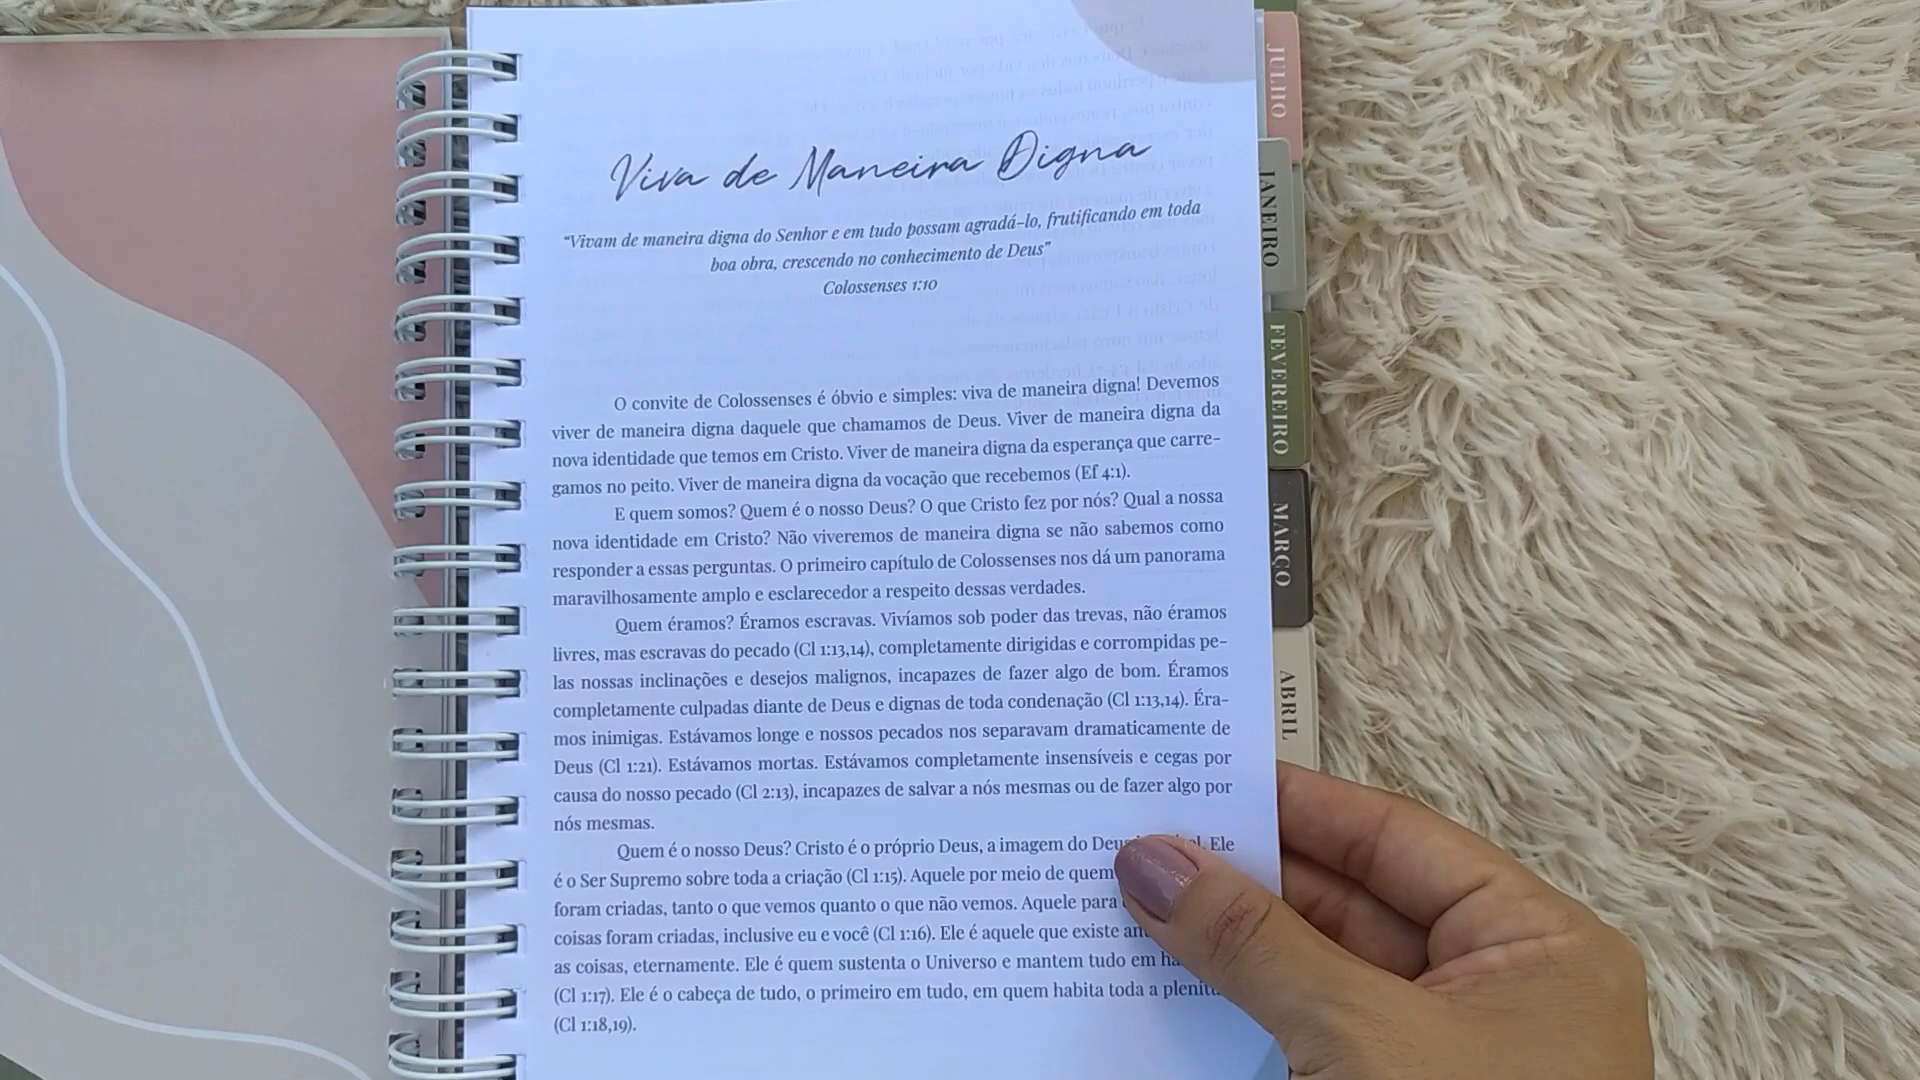 Viva de Maneira Digna
“Vivam de maneira digna do Senhor e em tudo possam agradá-lo, frutificando em toda
boa obra, crescendo no conhecimento de Deus”
Colossenses 1:10
O convite de Colossenses é óbvio e simples: viva de maneira digna! Devemos
viver de maneira digna daquele que chamamos de Deus. Viver de maneira digna da
nova identidade que temos em Cristo. Viver de maneira digna da esperança que carre-
gamos no peito. Viver de maneira digna da vocação que recebemos (Ef 4:1).
E quem somos? Quem é o nosso Deus? O que Cristo fez por nós? Qual a nossa
nova identidade em Cristo? Não viveremos de maneira digna se não sabemos como
responder a essas perguntas. O primeiro capítulo de Colossenses nos dá um panorama
maravilhosamente amplo e esclarecedor a respeito dessas verdades.
Quem éramos? Éramos escravas. Vivíamos sob poder das trevas, não éramos
livres, mas escravas do pecado (Cl 1:13,14), completamente dirigidas e corrompidas pe-
las nossas inclinações e desejos malignos, incapazes de fazer algo de bom. Éramos
completamente culpadas diante de Deus e dignas de toda condenação (Cl 1:13,14). Éra-
mos inimigas. Estávamos longe e nossos pecados nos separavam dramaticamente de
Deus (Cl 1:21). Estávamos mortas. Estávamos completamente insensíveis e cegas por
causa do nosso pecado (Cl 2:13), incapazes de salvar a nós mesmas ou de fazer algo por
nós mesmas.
Quem é o nosso Deus? Cristo é o próprio Deus, a imagem do Deus Ele
é o Ser Supremo sobre toda a criação (Cl 1:15). Aquele por meio de quem
foram criadas, tanto o que vemos quanto o que não vemos. Aquele para
coisas foram criadas, inclusive eu e você (Cl 1:16). Ele é aquele que existe
as coisas, eternamente. Ele é quem sustenta o Universo e mantem tudo em
(Cl 1:17). Ele é o cabeça de tudo, o primeiro em tudo, em quem habita toda a
(Cl 1:18,19).
JULHO
JANEIRO
FEVEREIRO
MARÇO
ABRIL